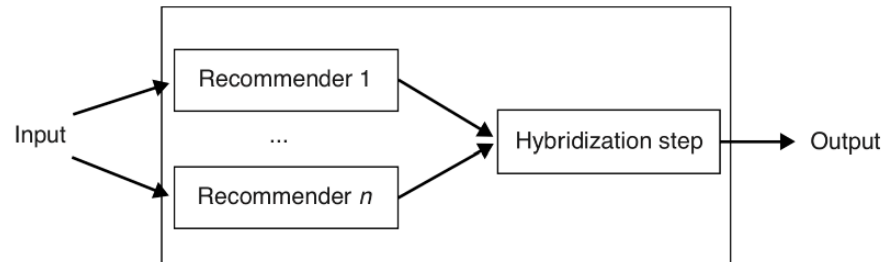 Recommender 1
Input
...
Hybridization step
Output
Recommender n